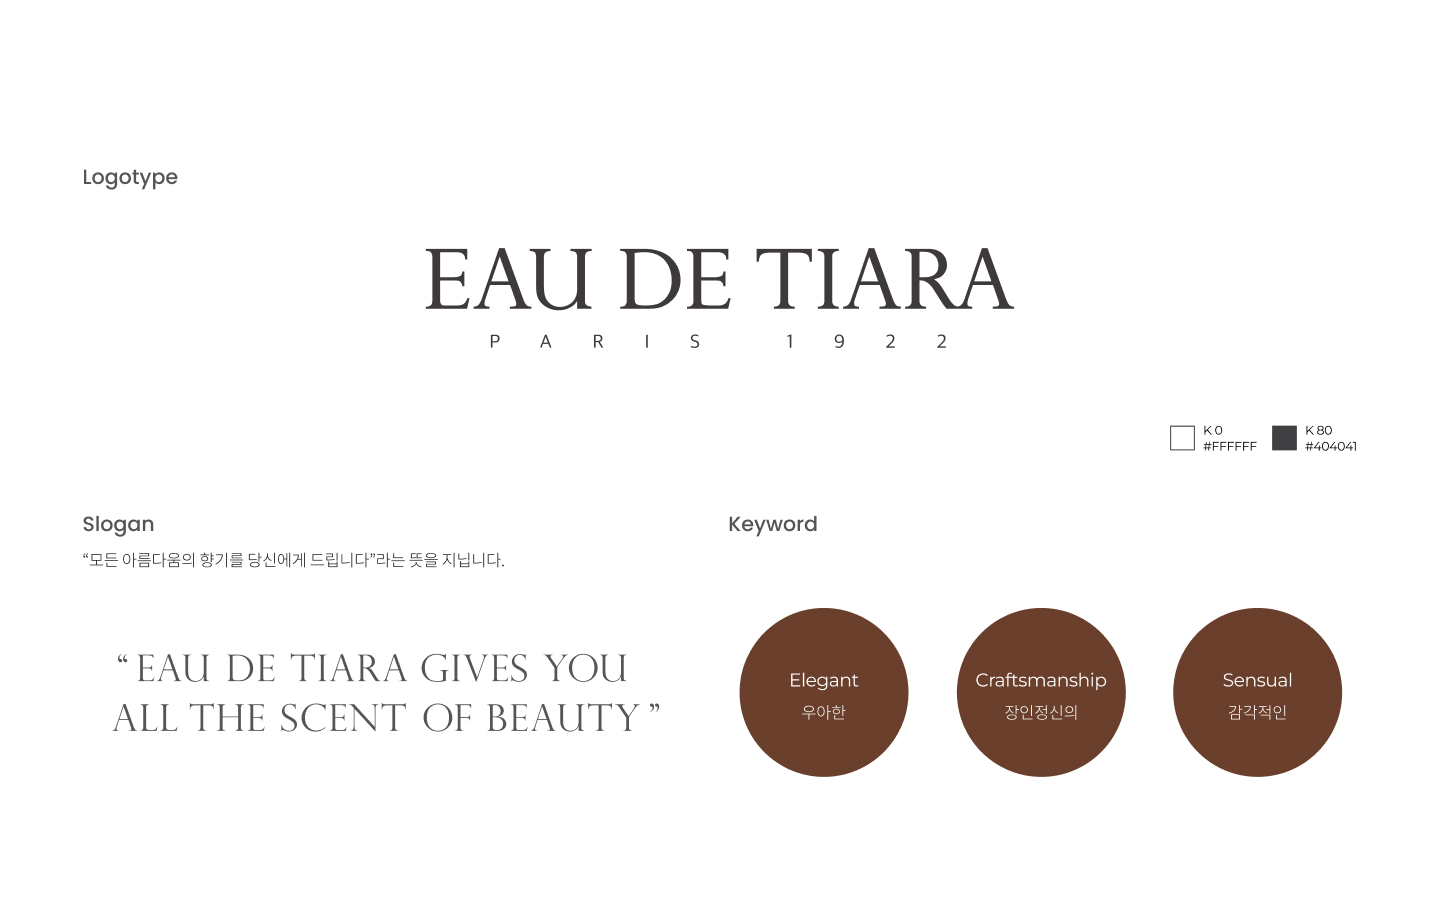 Logotype
EAU DE TIARA
PARIS 1922
K 0
#FFFFFF
K 80
#404041
Slogan
“모든 아름다움의 향기를 당신에게 드립니다”라는 뜻을 지닙니다.
“ EAU DE TIARA GIVES YOU
ALL THE SCENT OF BEAUTY ”
Keyword
Elegant
우아한
Craftsmanship
장인정신의
Sensual
감각적인